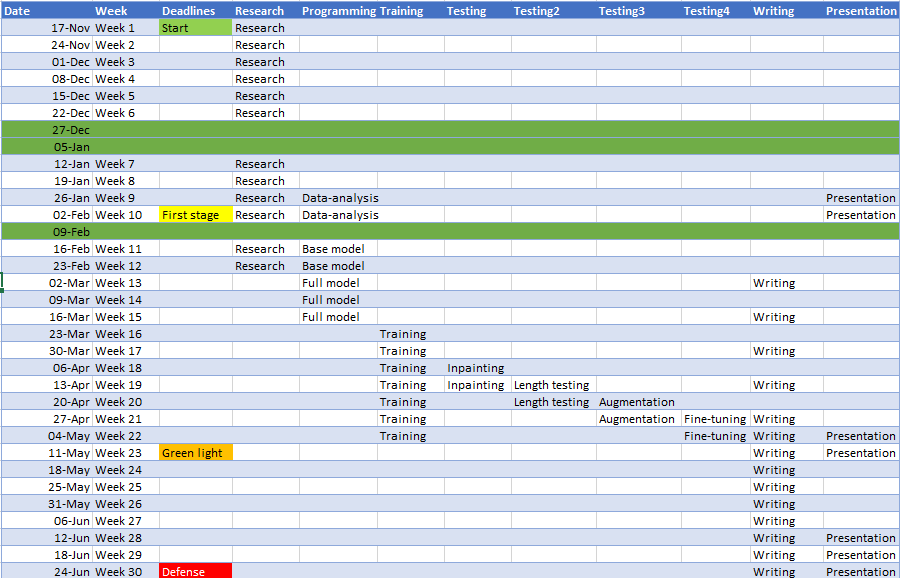 Date Week Deadlines Research Programming Training Testing Testing2 Testing3 Testing4 Writing Presentation
17-Nov Week 1 Start Research
24-Nov Week 2 Research
01-Dec Week 3 Research
08-Dec Week 4 Research
15-Dec Week 5 Research
22-Dec Week 6 Research
27-Dec
05-Jan
12-Jan Week 7 Research
19-Jan Week 8 Research
26-Jan Week 9 Research Data-analysis Presentation
02-Feb Week 10 First stage Research Data-analysis Presentation
09-Feb
16-Feb Week 11 Research Base model
23-Feb Week 12 Research Base model
02-Mar Week 13 Full model Writing
09-Mar Week 14 Full model
16-Mar Week 15 Full model Writing
23-Mar Week 16 Training
30-Mar Week 17 Training Writing
06-Apr Week 18 Training Inpainting
13-Apr Week 19 Training Inpainting Length testing Writing
20-Apr Week 20 Training Length testing Augmentation
27-Apr Week 21 Training Augmentation Fine-tuning Writing
04-May Week 22 Training Fine-tuning Writing Presentation
11-May Week 23 Green light Writing Presentation
18-May Week 24 Writing
25-May Week 25 Writing
31-May Week 26 Writing
06-Jun Week 27 Writing
12-Jun Week 28 Writing Presentation
18-Jun Week 29 Writing Presentation
24-Jun Week 30 Defense Writing Presentation